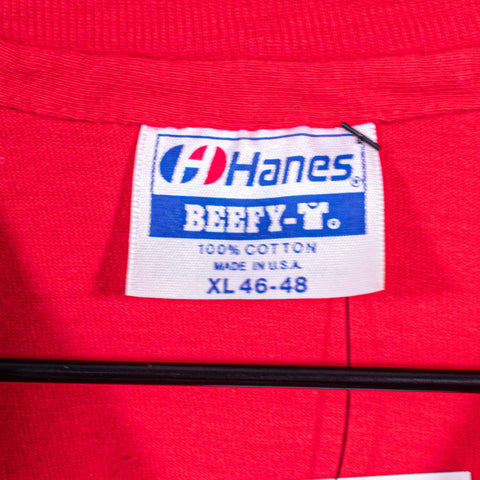 Hanes®
BEEFY-T®
100% COTTON
MADE IN U.S.A.
XL 46-48